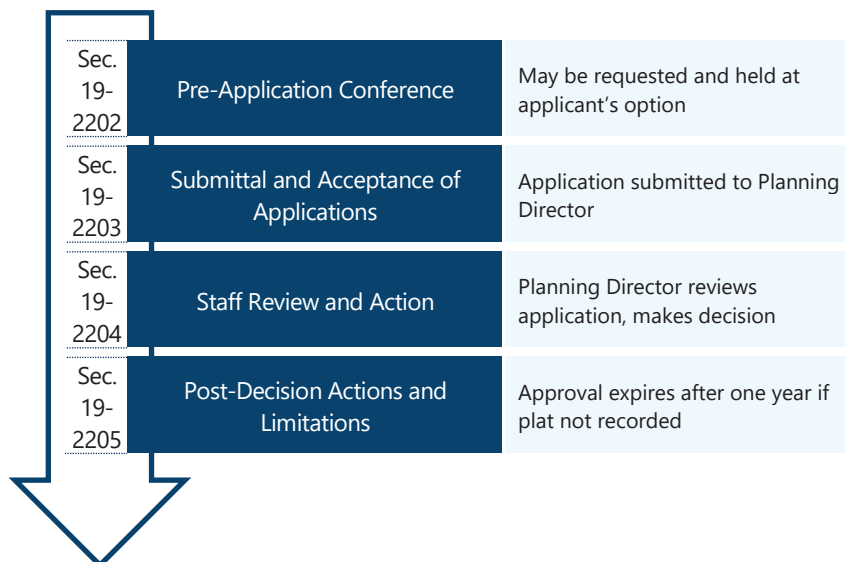 Sec.
19-
2202
Pre-Application Conference
May be requested and held at
applicant’s option
Sec.
19-
2203
Submittal and Acceptance of
Applications
Application submitted to Planning
Director
Sec.
19-
2204
Staff Review and Action
Planning Director reviews
application, makes decision
Sec.
19-
2205
Post-Decision Actions and
Limitations
Approval expires after one year if
plat not recorded